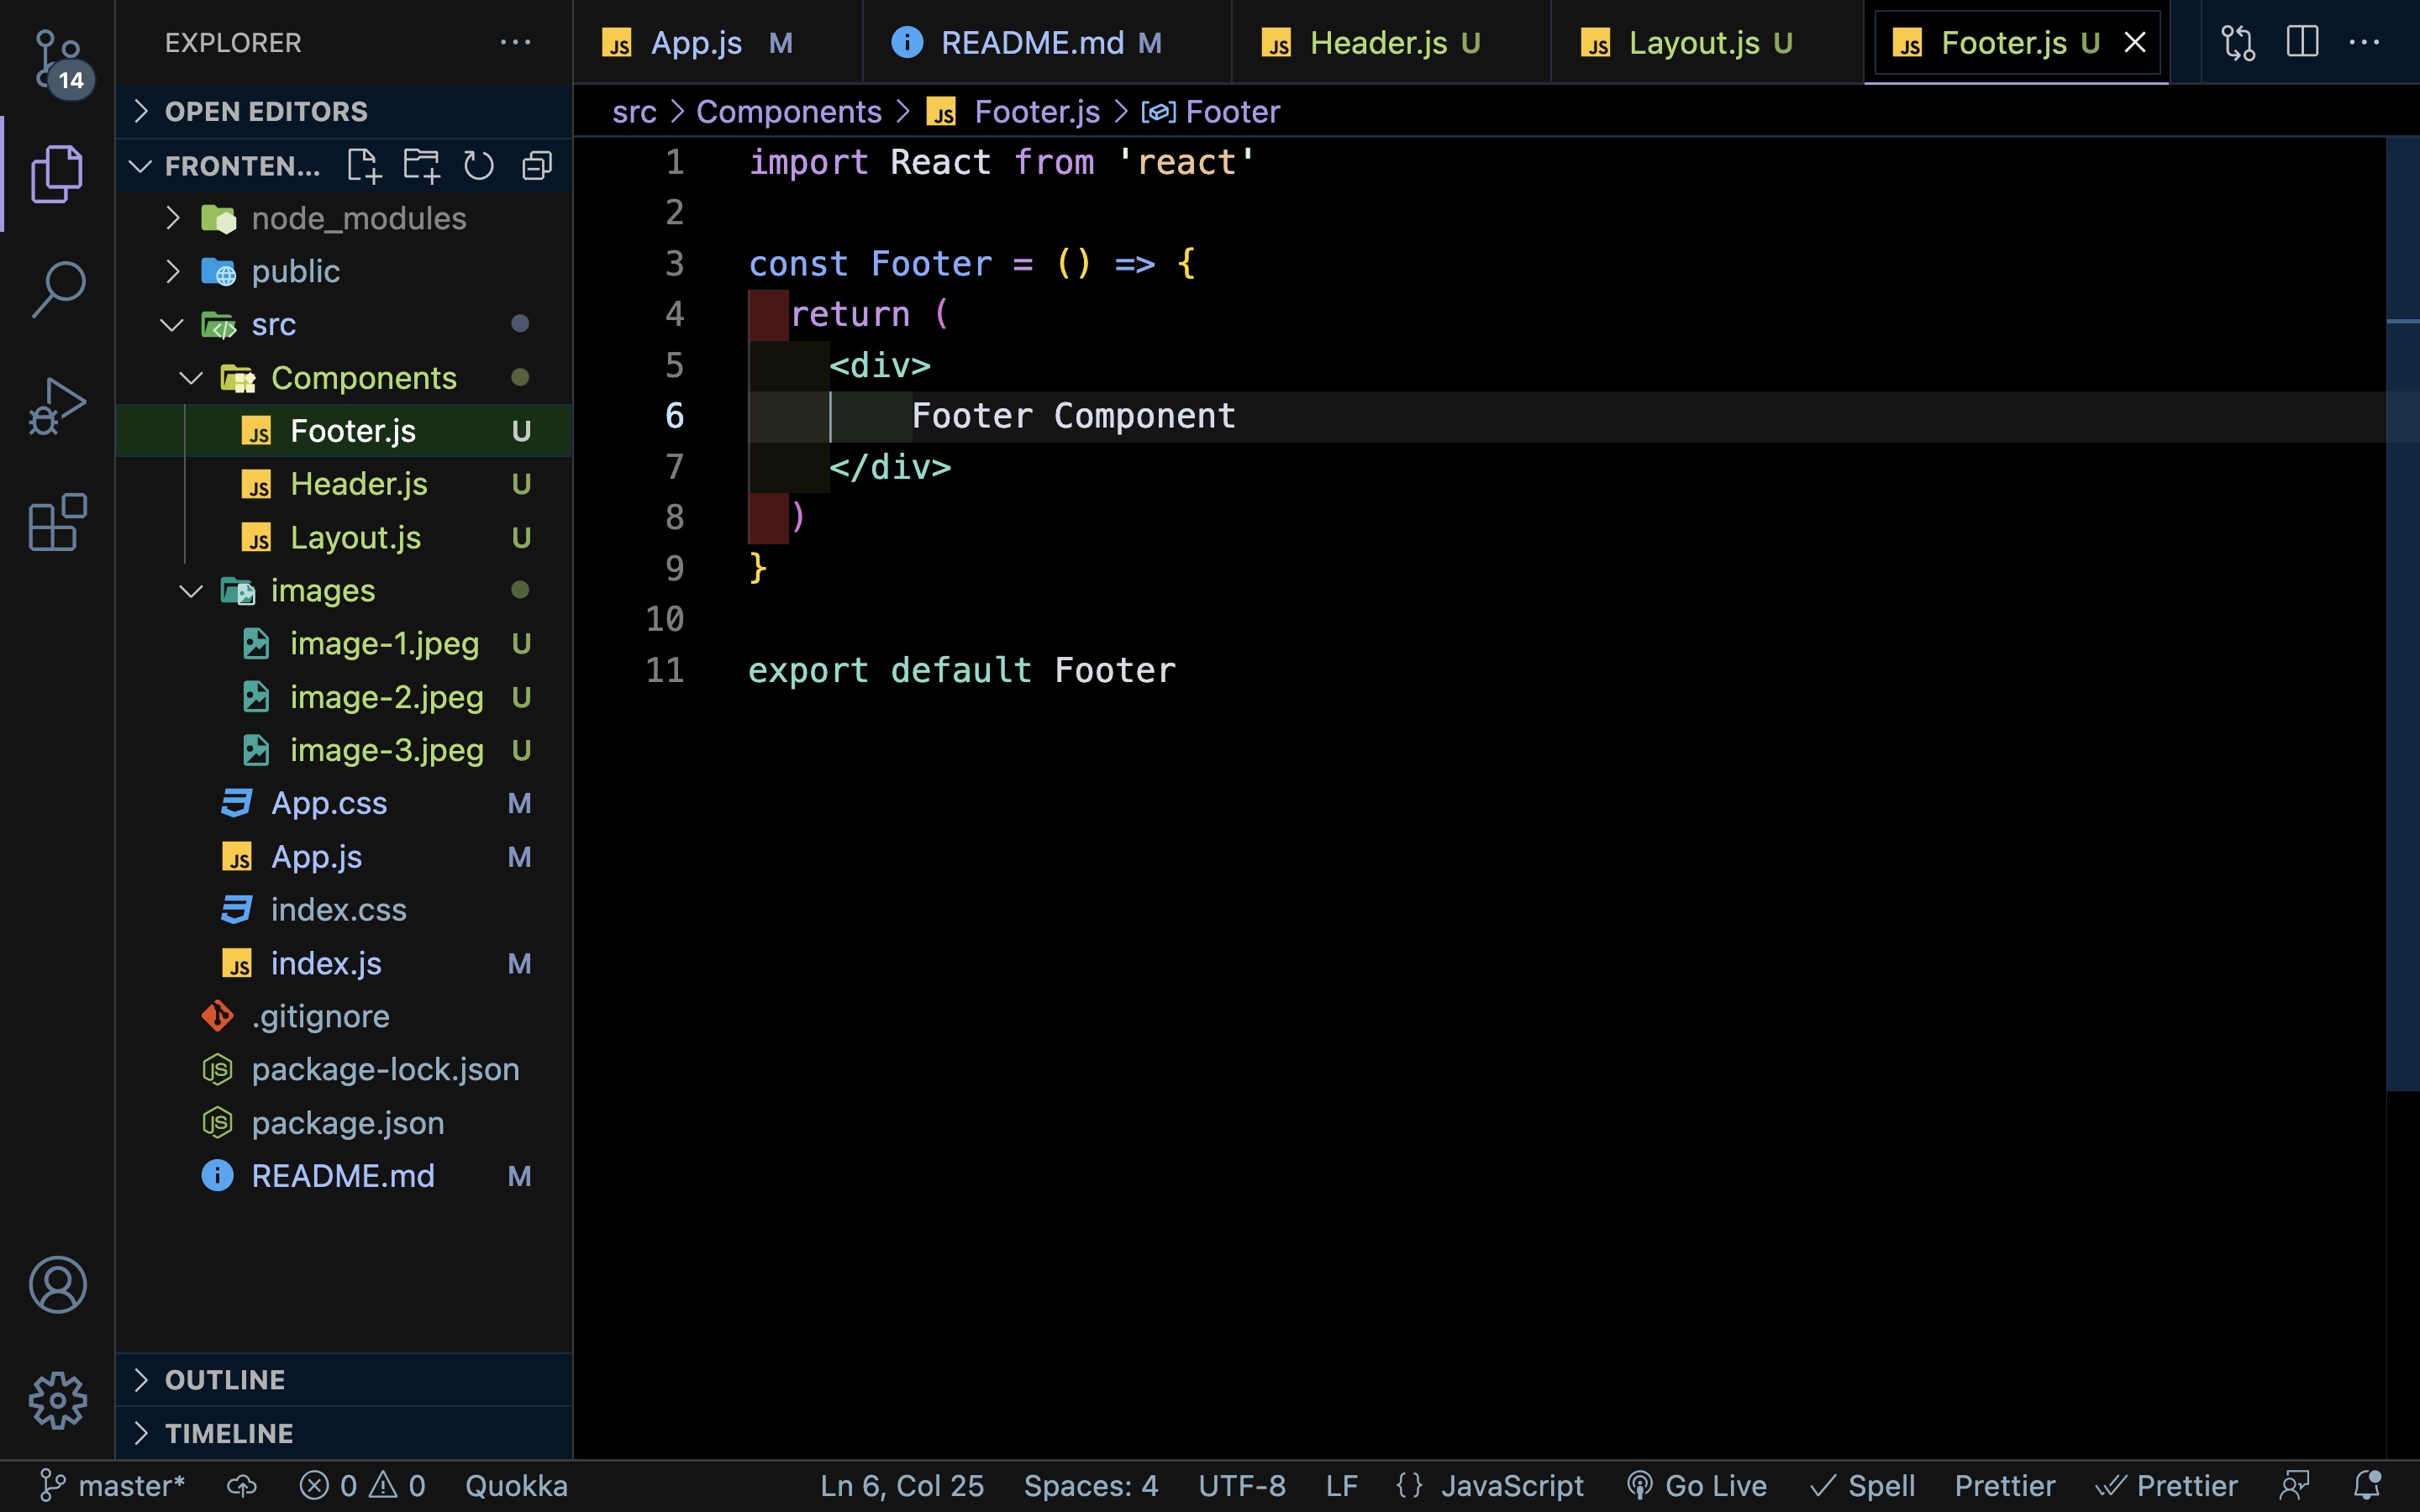 14
EXPLORER
OPEN EDITORS
FRONTEN...
node_modules
public
src
Components
Footer.js U
Header.js U
Layout.js U
images
image-1.jpeg U
image-2.jpeg U
image-3.jpeg U
App.css M
App.js M
index.css
index.js M
.gitignore
package-lock.json
package.json
README.md M
OUTLINE
TIMELINE
JS App.js M README.md M JS Header.js U JS Layout.js U JS Footer.js U
src > Components > JS Footer.js > Footer
1 import React from 'react'
2
3 const Footer = () => {
4 return (
5 <div>
6 Footer Component
7 </div>
8 )
9 }
10
11 export default Footer
master* 0 0 Quokka Ln 6, Col 25 Spaces: 4 UTF-8 LF {} JavaScript Go Live Spell Prettier Prettier